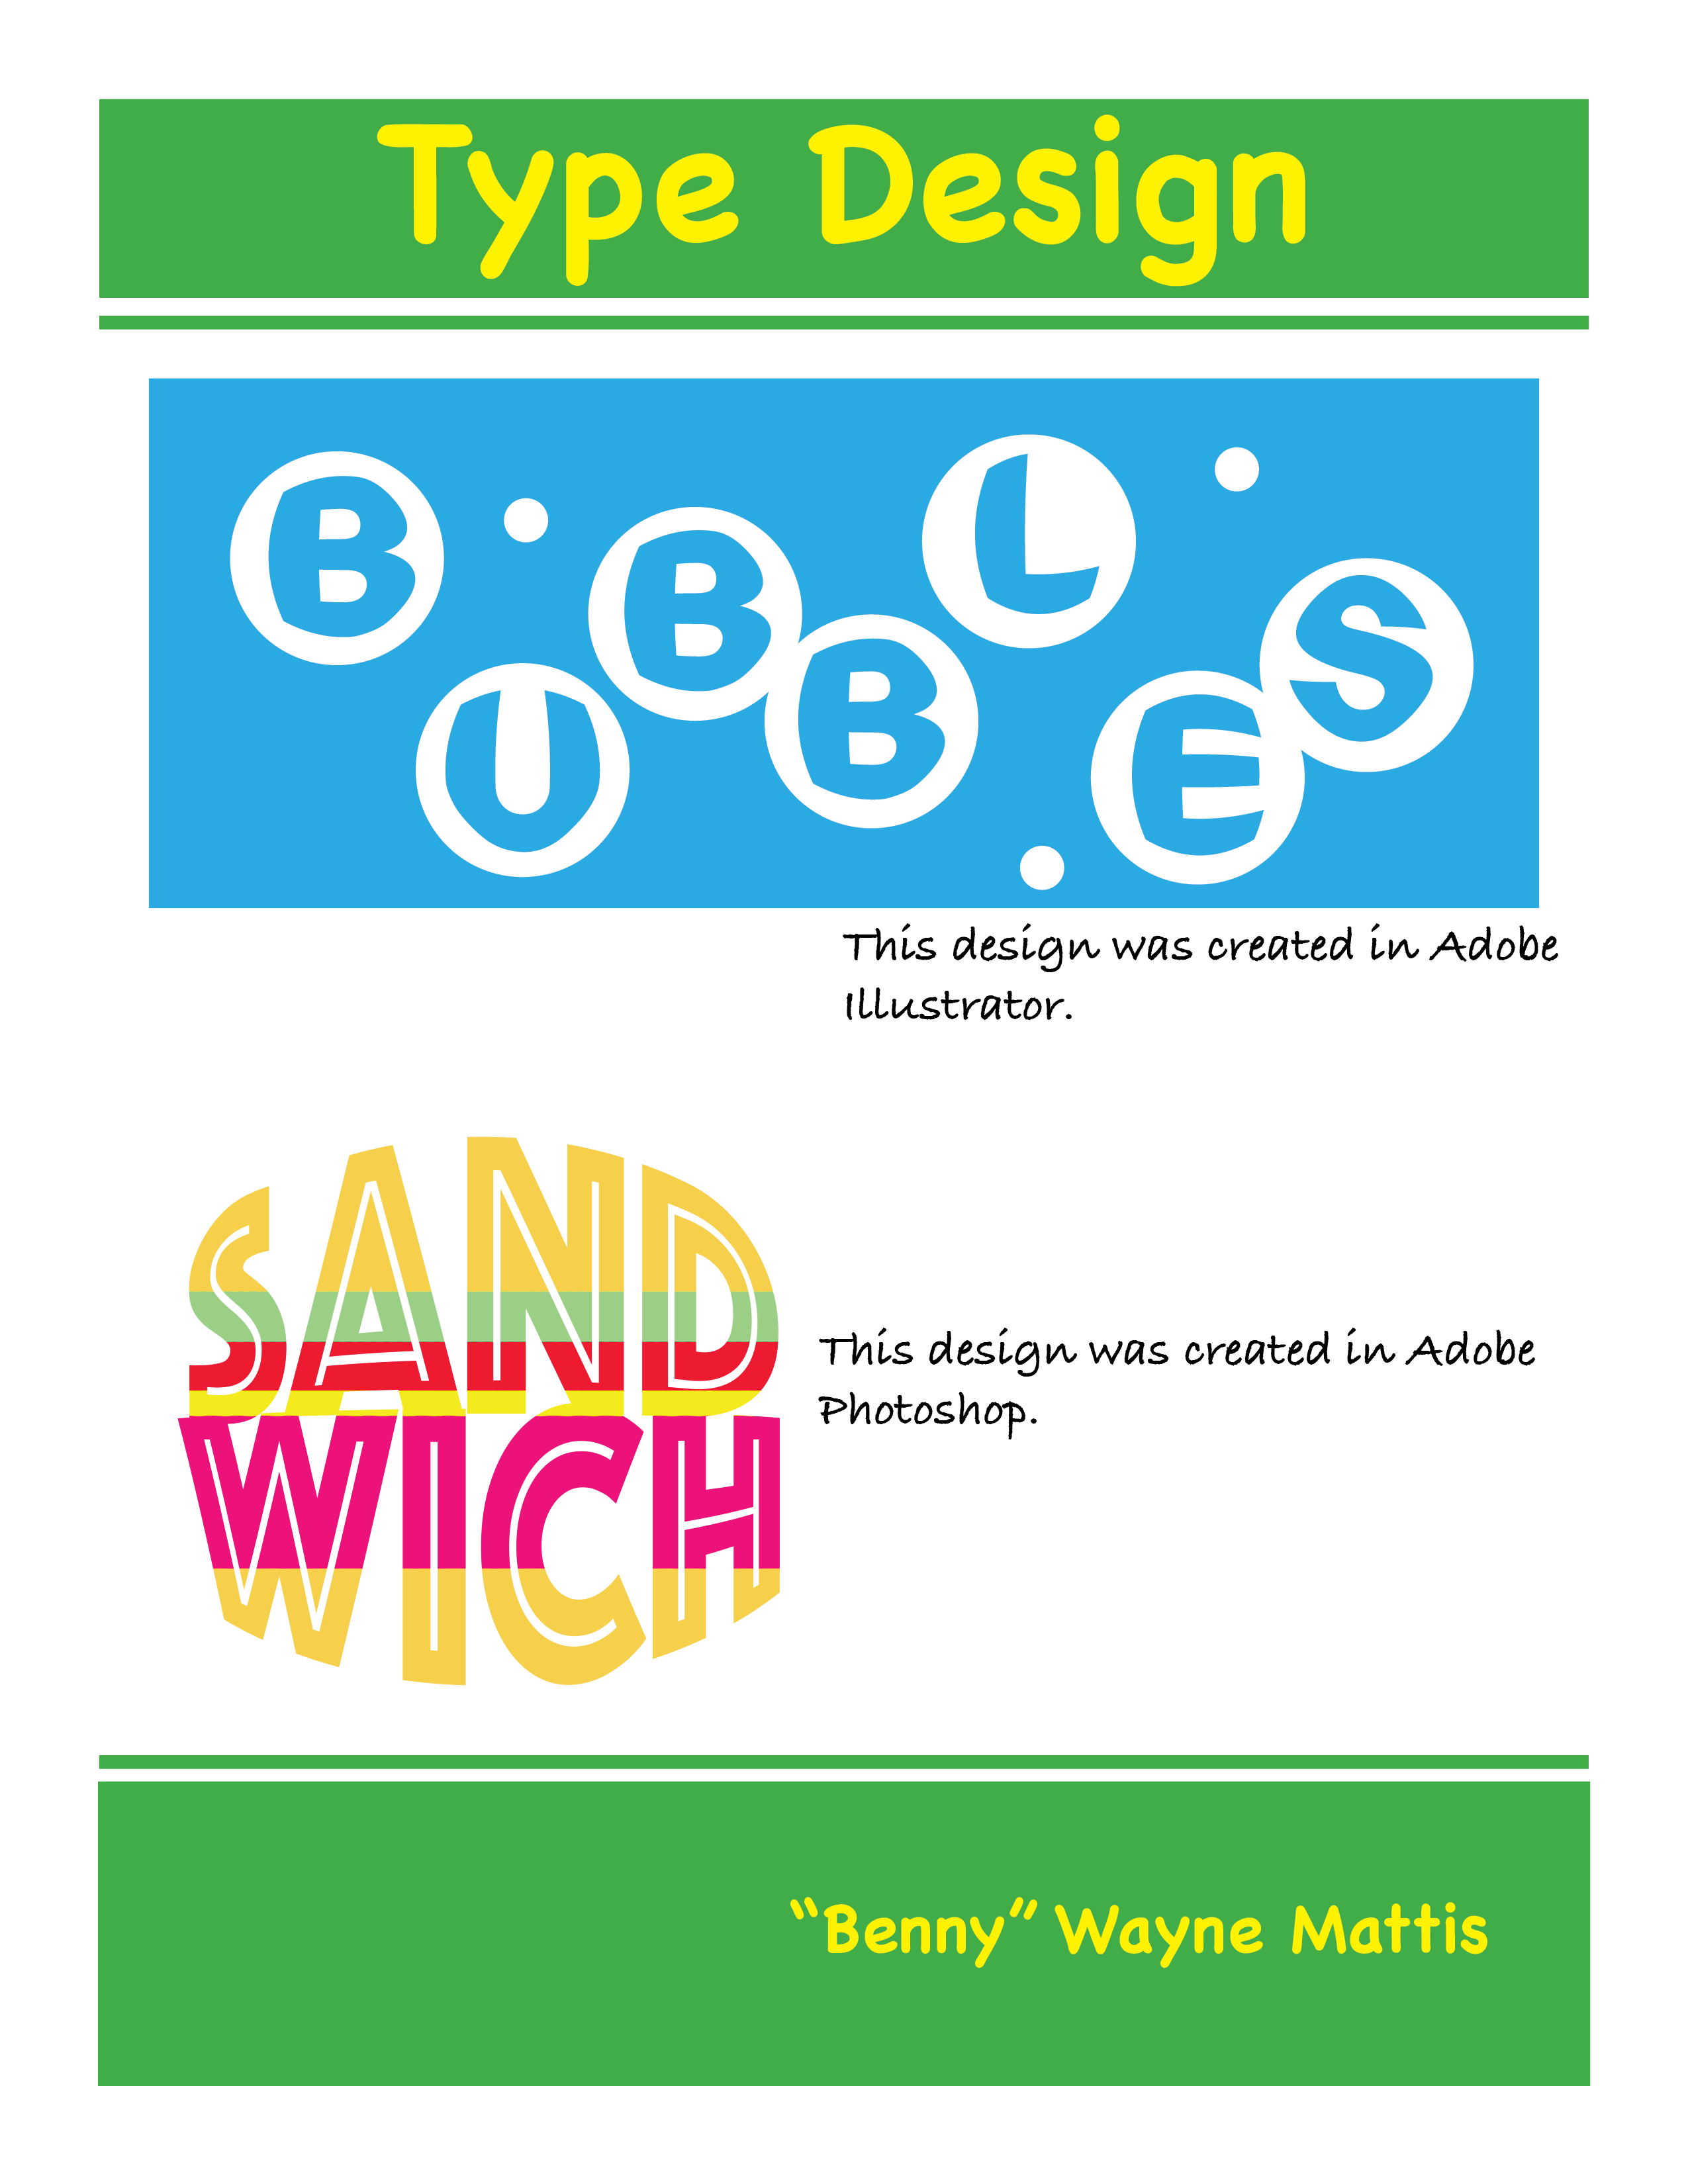 Type Design
BUBBLES
This design was created in Adobe
Illustrator.
SAND
WICH
This design was created in Adobe
Photoshop.
“Benny” Wayne Mattis